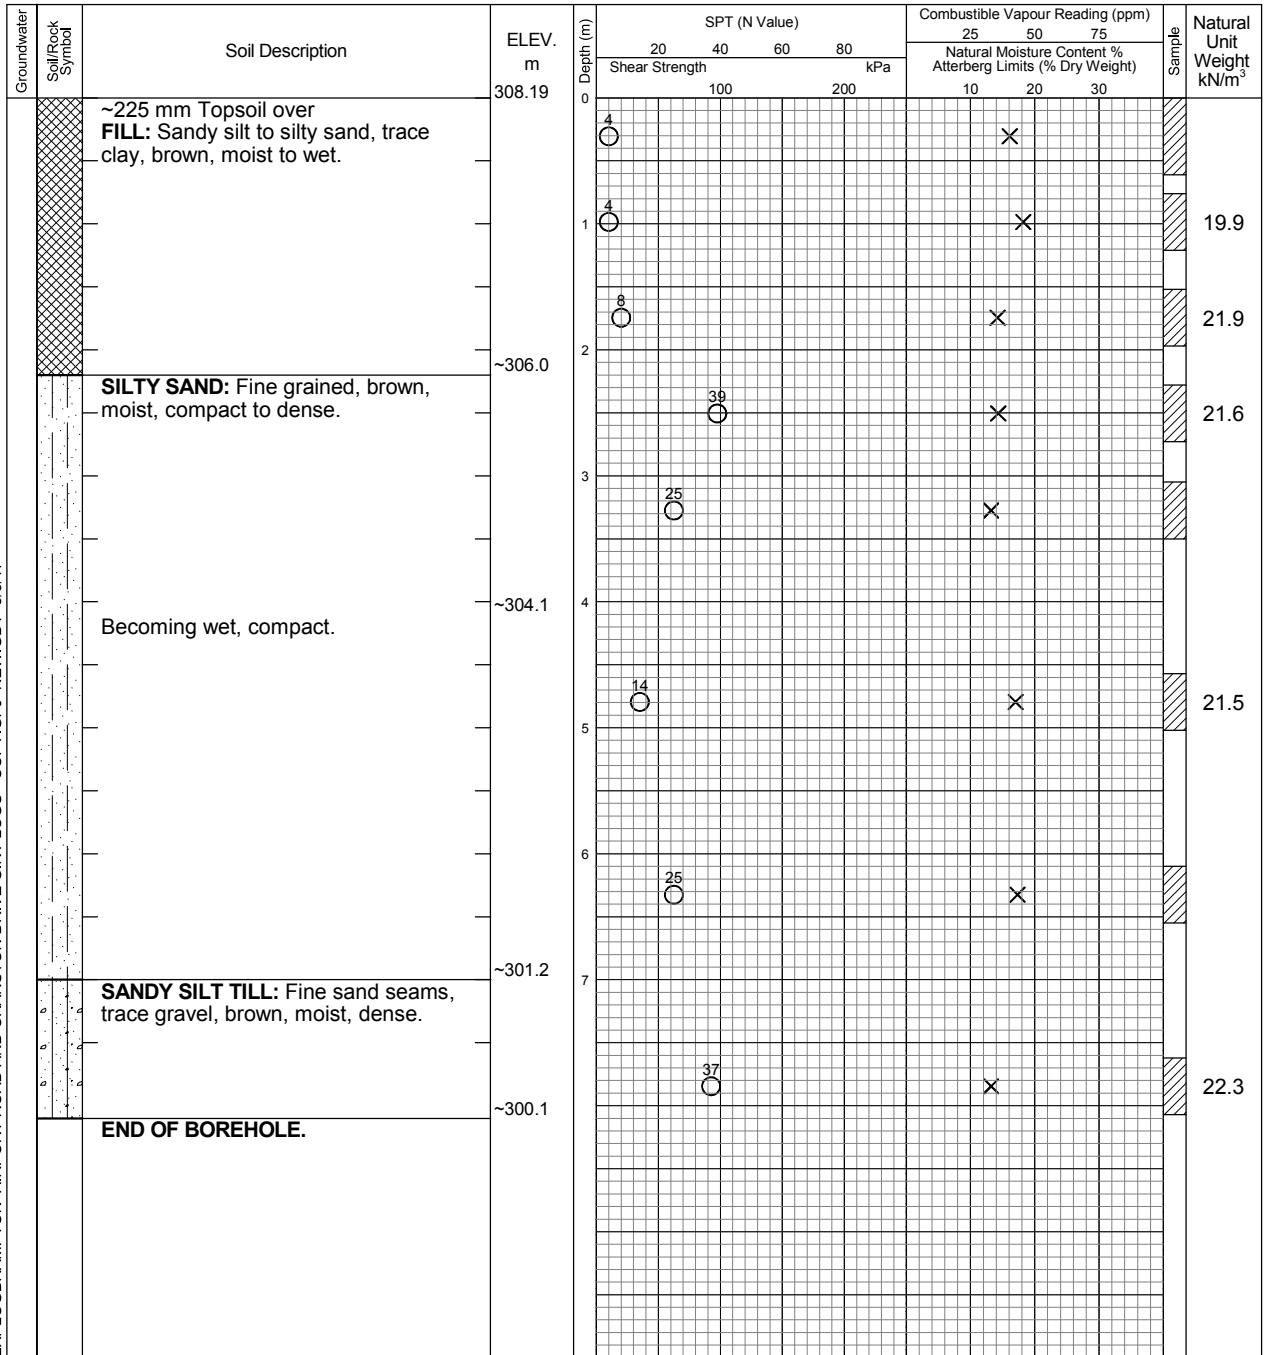 Groundwater
Soil/Rock
Symbol
Soil Description
ELEV.
m
308.19
Depth (m)
SPT (N Value)
20 40 60 80
Shear Strength kPa
100 200
Combustible Vapour Reading (ppm)
25 50 75
Natural Moisture Content %
Atterberg Limits (% Dry Weight)
10 20 30
Sample
Natural
Unit
Weight
kN/m3
0
~225 mm Topsoil over
FILL: Sandy silt to silty sand, trace
clay, brown, moist to wet.
4
4
1
19.9
8
21.9
2
~306.0
SILTY SAND: Fine grained, brown,
moist, compact to dense.
39
21.6
3
25
4
~304.1
Becoming wet, compact.
14
21.5
5
6
25
~301.2
7
SANDY SILT TILL: Fine sand seams,
trace gravel, brown, moist, dense.
37
22.3
~300.1
END OF BOREHOLE.